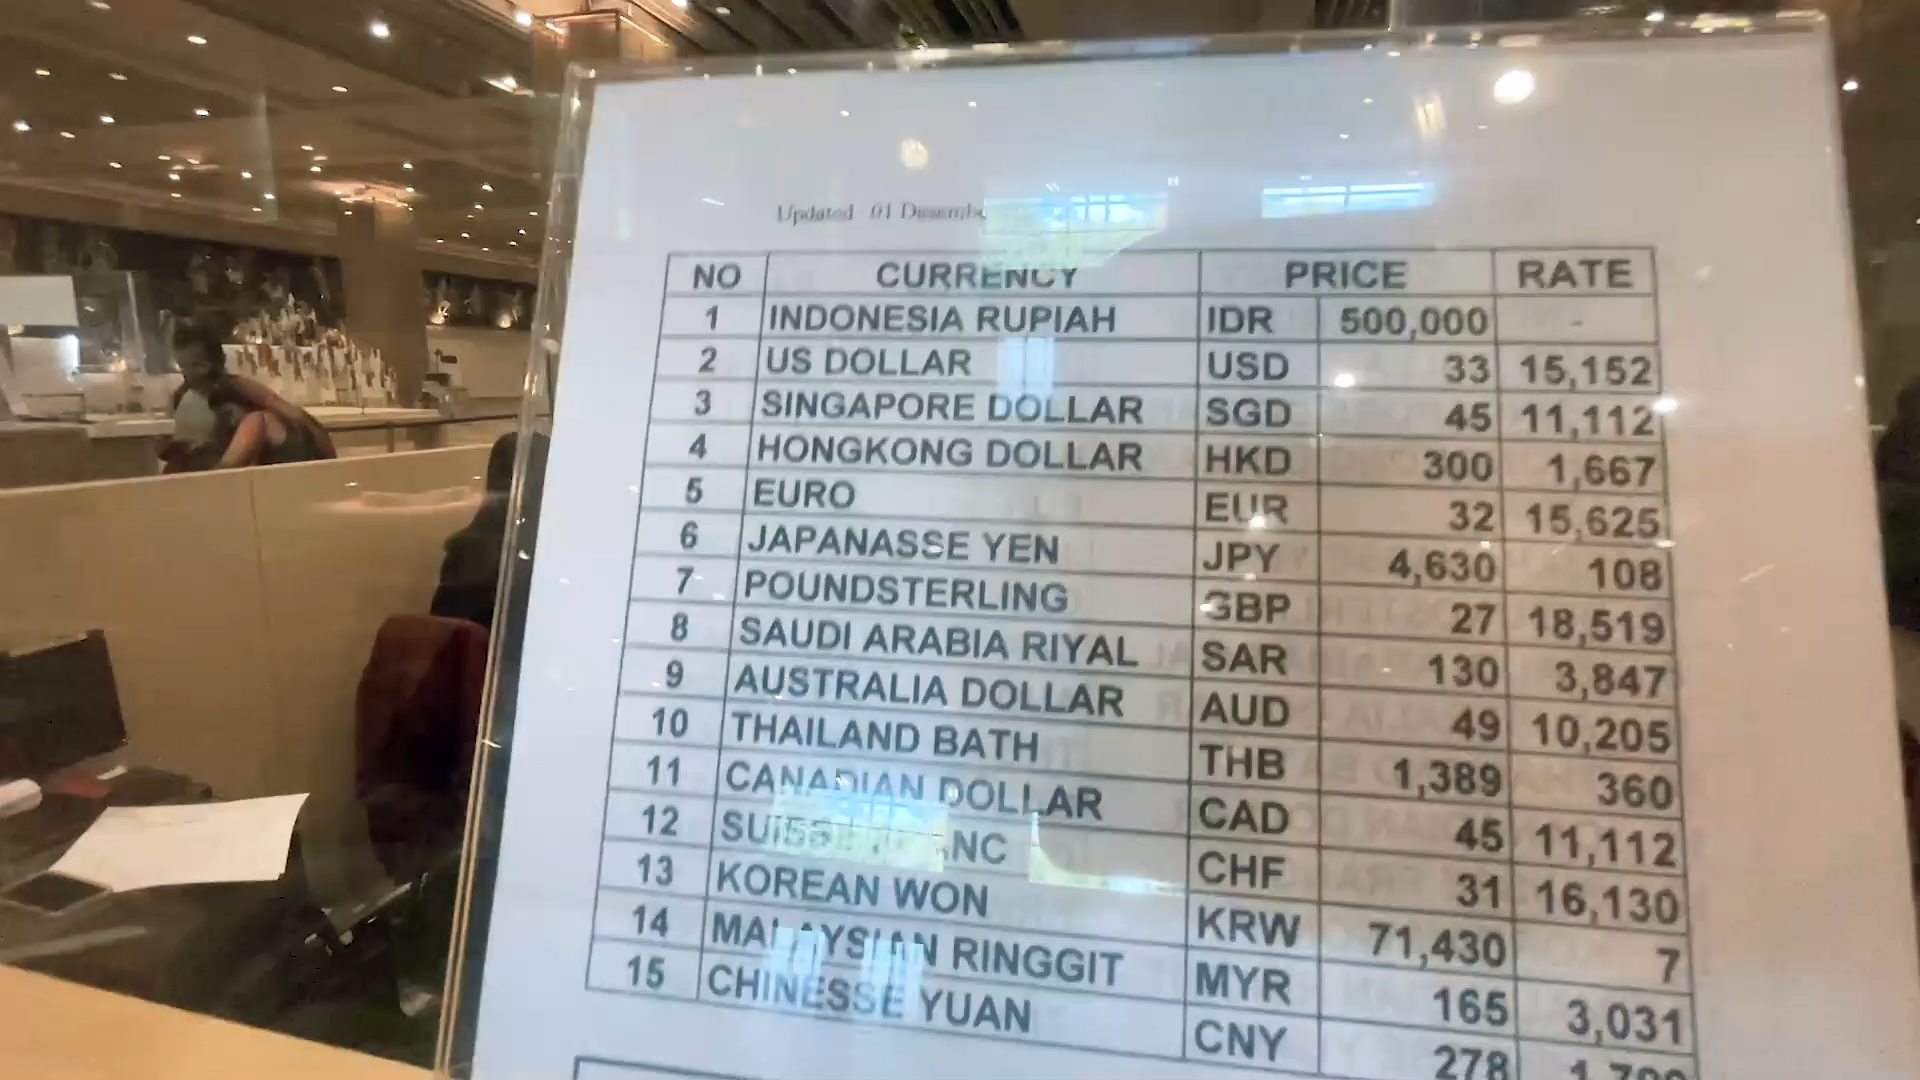 Updated 01 Desembe
NO CURRENCY PRICE RATE
1 INDONESIA RUPIAH IDR 500,000 -
2 US DOLLAR USD 33 15,152
3 SINGAPORE DOLLAR SGD 45 11,112
4 HONGKONG DOLLAR HKD 300 1,667
5 EURO EUR 32 15,625
6 JAPANASSE YEN JPY 4,630 108
7 POUNDSTERLING GBP 27 18,519
8 SAUDI ARABIA RIYAL SAR 130 3,847
9 AUSTRALIA DOLLAR AUD 49 10,205
10 THAILAND BATH THB 1,389 360
11 CANADIAN DOLLAR CAD 45 11,112
12 CHF 31 16,130
13 KOREAN WON KRW 71,430 7
14 MALAYSIAN RINGGIT MYR 165 3,031
15 CHINESSE YUAN CNY 278